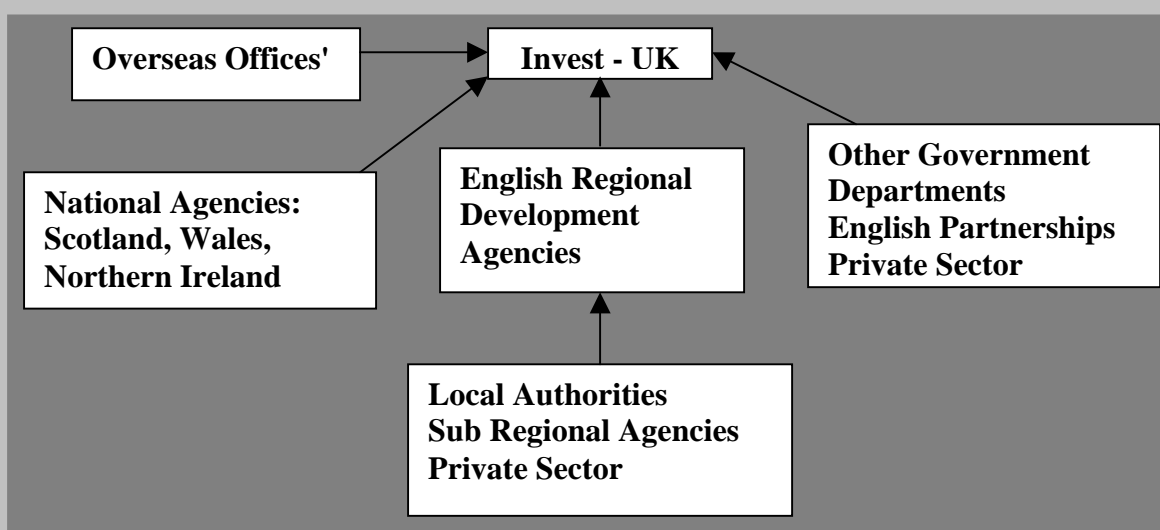 Overseas Offices'
Invest - UK
National Agencies:
Scotland, Wales,
Northern Ireland
English Regional
Development
Agencies
Other Government
Departments
English Partnerships
Private Sector
Local Authorities
Sub Regional Agencies
Private Sector